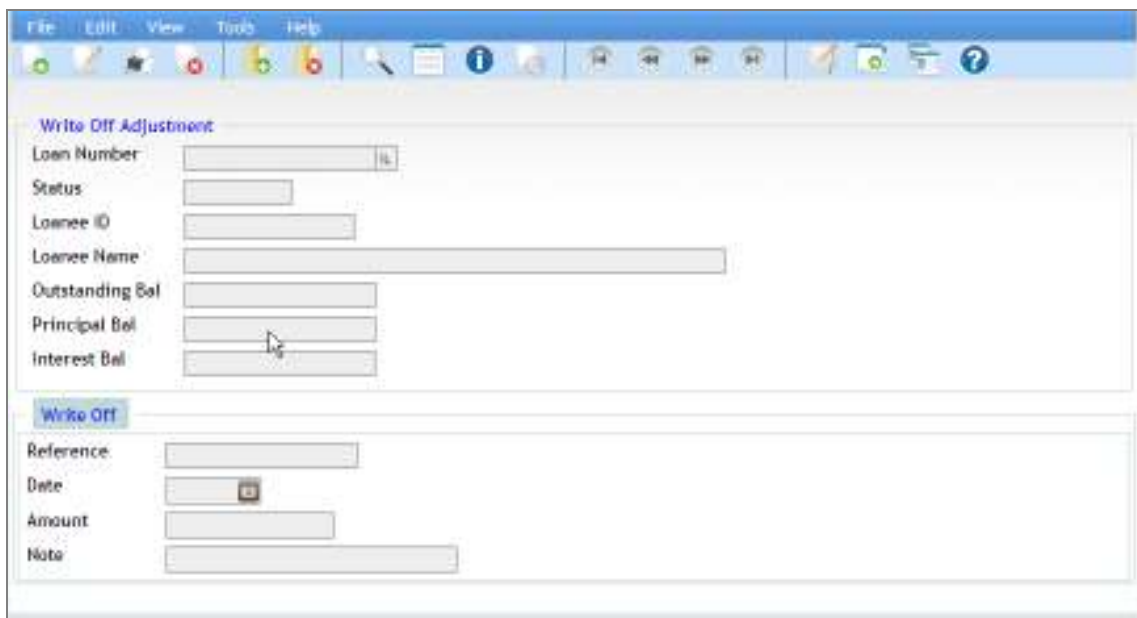 File Edit View Tools Help
Write Off Adjustment
Loan Number
Status
Loanee ID
Loanee Name
Outstanding Bal
Principal Bal
Interest Bal
Write Off
Reference
Date
Amount
Note